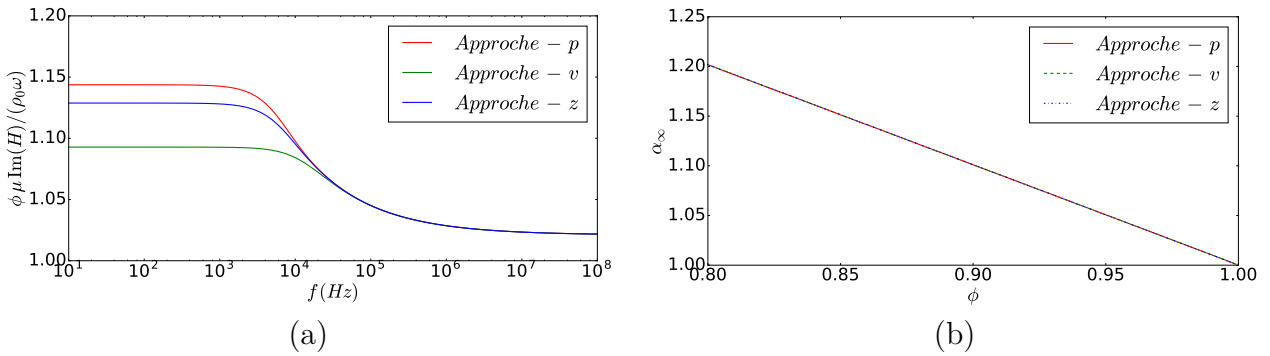 1.20
1.15
1.10
1.05
1.00
ϕ μ Im(H)/(ρ₀ω)
Approche − p
Approche − v
Approche − z
10¹ 10² 10³ 10⁴ 10⁵ 10⁶ 10⁷ 10⁸
f(Hz)
(a)
1.25
1.20
1.15
1.10
1.05
1.00
α∞
Approche − p
Approche − v
Approche − z
0.80 0.85 0.90 0.95 1.00
ϕ
(b)